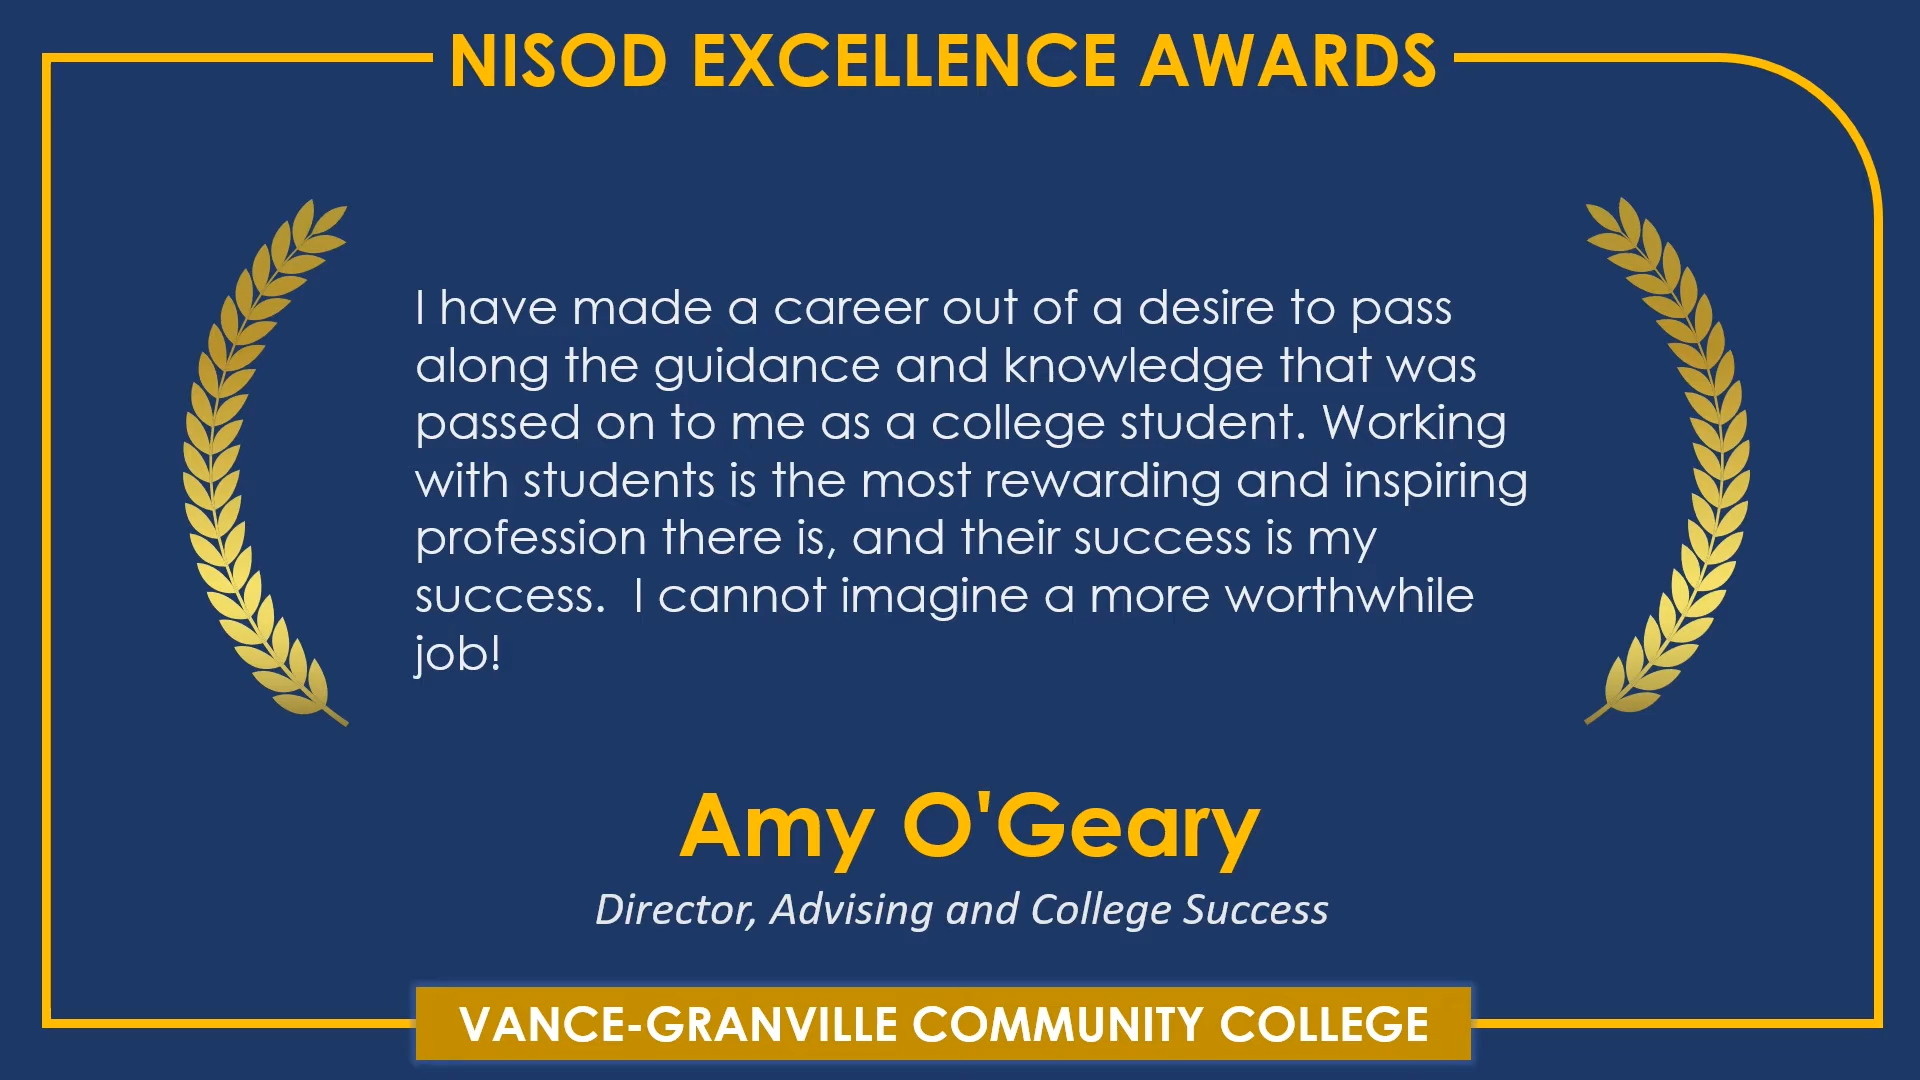 NISOD EXCELLENCE AWARDS
I have made a career out of a desire to pass
along the guidance and knowledge that was
passed on to me as a college student. Working
with students is the most rewarding and inspiring
profession there is, and their success is my
success.  I cannot imagine a more worthwhile
job!
Amy O'Geary
Director, Advising and College Success
VANCE-GRANVILLE COMMUNITY COLLEGE